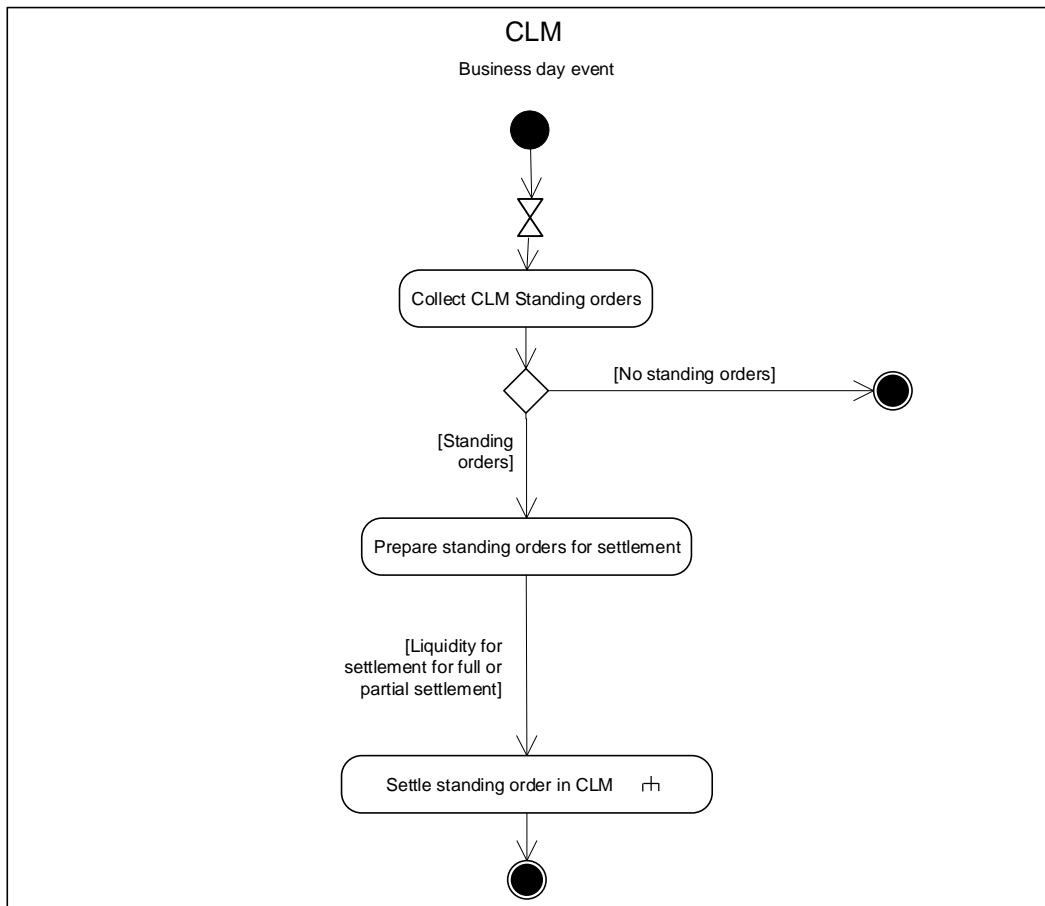 CLM
Business day event
Collect CLM Standing orders
[No standing orders]
[Standing
orders]
Prepare standing orders for settlement
[Liquidity for
settlement for full or
partial settlement]
Settle standing order in CLM